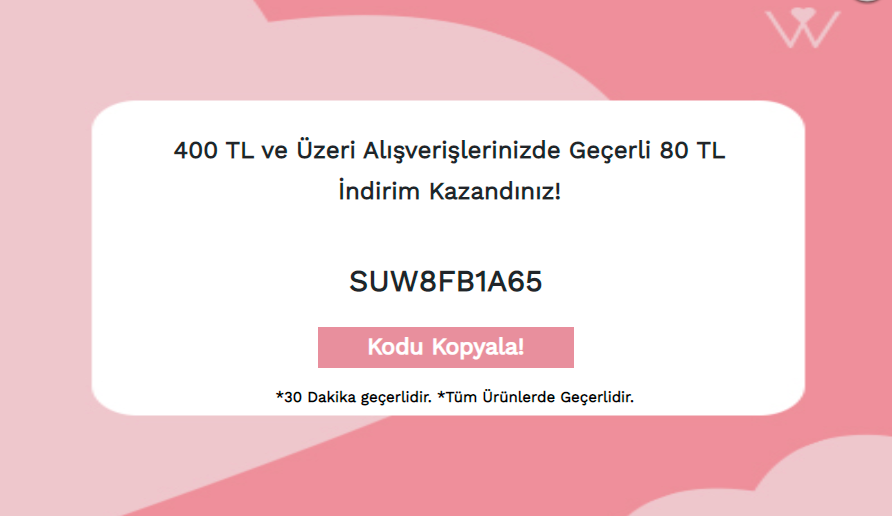 400 TL ve Üzeri Alışverişlerinizde Geçerli 80 TL
İndirim Kazandınız!
SUW8FB1A65
Kodu Kopyala!
*30 Dakika geçerlidir. *Tüm Ürünlerde Geçerlidir.